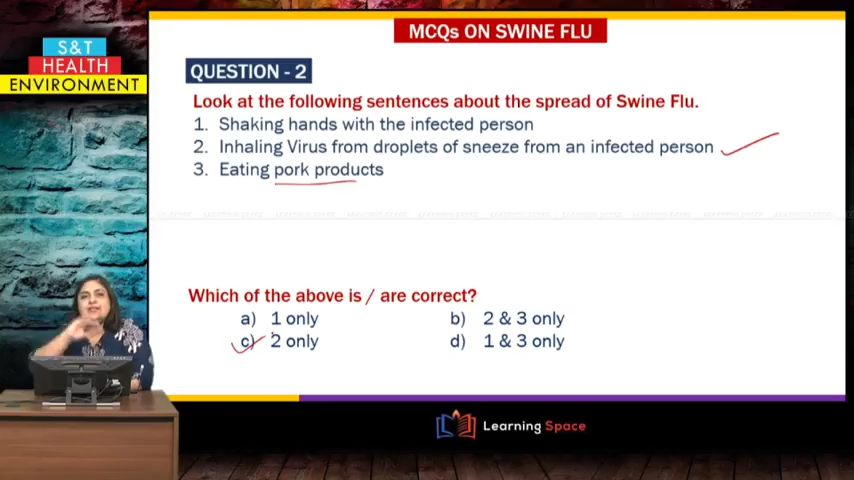 MCQs ON SWINE FLU
S&T
HEALTH
ENVIRONMENT
QUESTION - 2
Look at the following sentences about the spread of Swine Flu.
1. Shaking hands with the infected person
2. Inhaling Virus from droplets of sneeze from an infected person
3. Eating pork products
Which of the above is / are correct?
a) 1 only b) 2 & 3 only
c) 2 only d) 1 & 3 only
Learning Space